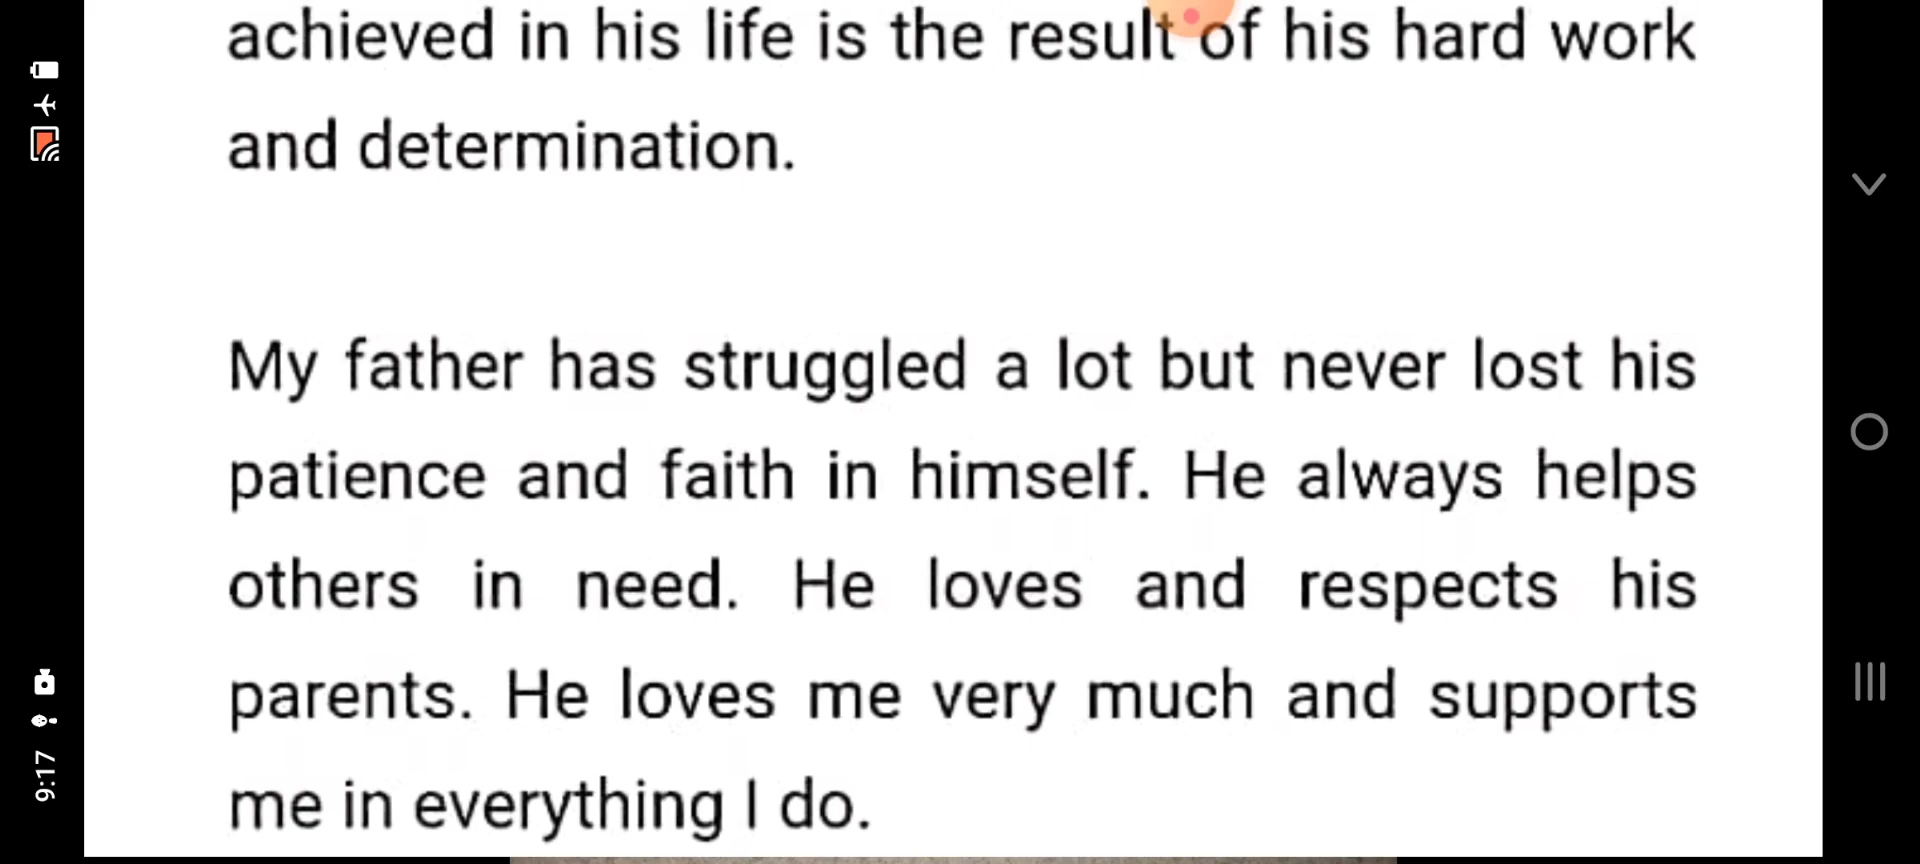 achieved in his life is the result of his hard work
and determination.
My father has struggled a lot but never lost his
patience and faith in himself. He always helps
others in need. He loves and respects his
parents. He loves me very much and supports
me in everything I do.
9:17